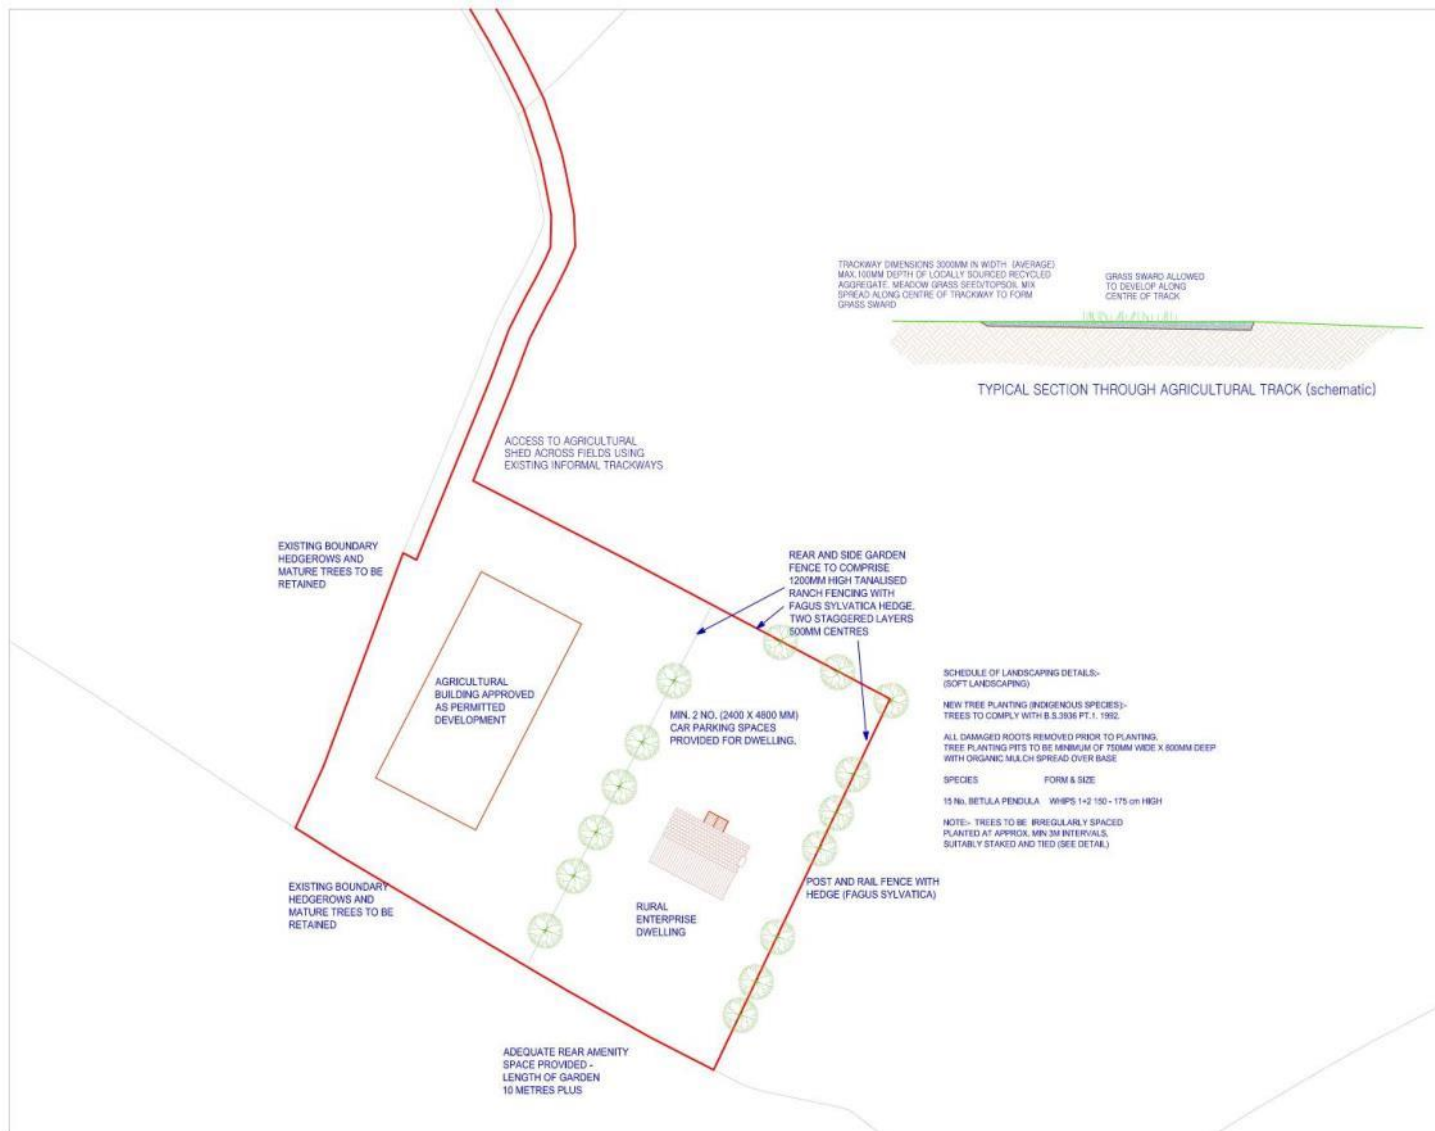 TRACKWAY DIMENSIONS 3000MM IN WIDTH (AVERAGE)
MAX.100MM DEPTH OF LOCALLY SOURCED RECYCLED
AGGREGATE. MEADOW GRASS SEED/TOPSOIL MIX
SPREAD ALONG CENTRE OF TRACKWAY TO FORM
GRASS SWARD
GRASS SWARD ALLOWED
TO DEVELOP ALONG
CENTRE OF TRACK
TYPICAL SECTION THROUGH AGRICULTURAL TRACK (schematic)
ACCESS TO AGRICULTURAL
SHED ACROSS FIELDS USING
EXISTING INFORMAL TRACKWAYS
EXISTING BOUNDARY
HEDGEROWS AND
MATURE TREES TO BE
RETAINED
REAR AND SIDE GARDEN
FENCE TO COMPRISE
1200MM HIGH TANALISED
RANCH FENCING WITH
FAGUS SYLVATICA HEDGE.
TWO STAGGERED LAYERS
500MM CENTRES
AGRICULTURAL
BUILDING APPROVED
AS PERMITTED
DEVELOPMENT
MIN. 2 NO. (2400 X 4800 MM)
CAR PARKING SPACES
PROVIDED FOR DWELLING.
SCHEDULE OF LANDSCAPING DETAILS:-
(SOFT LANDSCAPING)
NEW TREE PLANTING (INDIGENOUS SPECIES):-
TREES TO COMPLY WITH B.S.3936 PT.1. 1992.
ALL DAMAGED ROOTS REMOVED PRIOR TO PLANTING.
TREE PLANTING PITS TO BE MINIMUM OF 750MM WIDE X 600MM DEEP
WITH ORGANIC MULCH SPREAD OVER BASE
SPECIES FORM & SIZE
15 No. BETULA PENDULA WHIPS 1+2 150 - 175 cm HIGH
NOTE:- TREES TO BE IRREGULARLY SPACED
PLANTED AT APPROX. MIN 3M INTERVALS,
SUITABLY STAKED AND TIED (SEE DETAIL)
POST AND RAIL FENCE WITH
HEDGE (FAGUS SYLVATICA)
EXISTING BOUNDARY
HEDGEROWS AND
MATURE TREES TO BE
RETAINED
RURAL
ENTERPRISE
DWELLING
ADEQUATE REAR AMENITY
SPACE PROVIDED -
LENGTH OF GARDEN
10 METRES PLUS